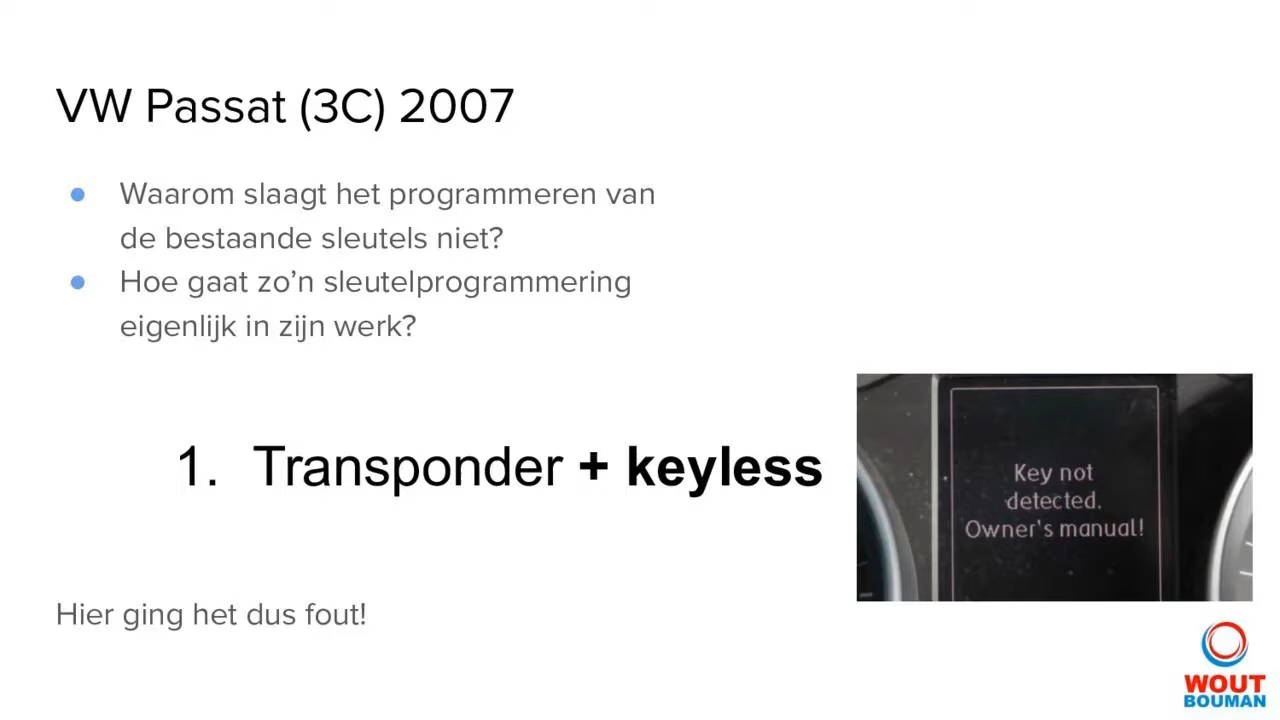 VW Passat (3C) 2007
● Waarom slaagt het programmeren van
de bestaande sleutels niet?
● Hoe gaat zo’n sleutelprogrammering
eigenlijk in zijn werk?
1. Transponder + keyless
Key not
detected.
Owner's manual!
Hier ging het dus fout!
WOUT
BOUMAN